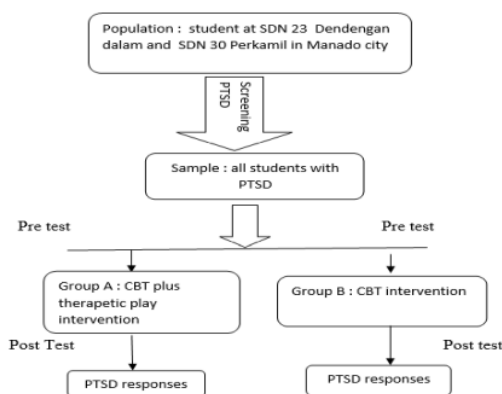 Population : student at SDN 23 Dendengan
dalam and SDN 30 Perkamil in Manado city
Screening
PTSD
Sample : all students with
PTSD
Pre test
Pre test
Group A : CBT plus
therapetic play
intervention
Group B : CBT intervention
Post Test
Post test
PTSD responses
PTSD responses